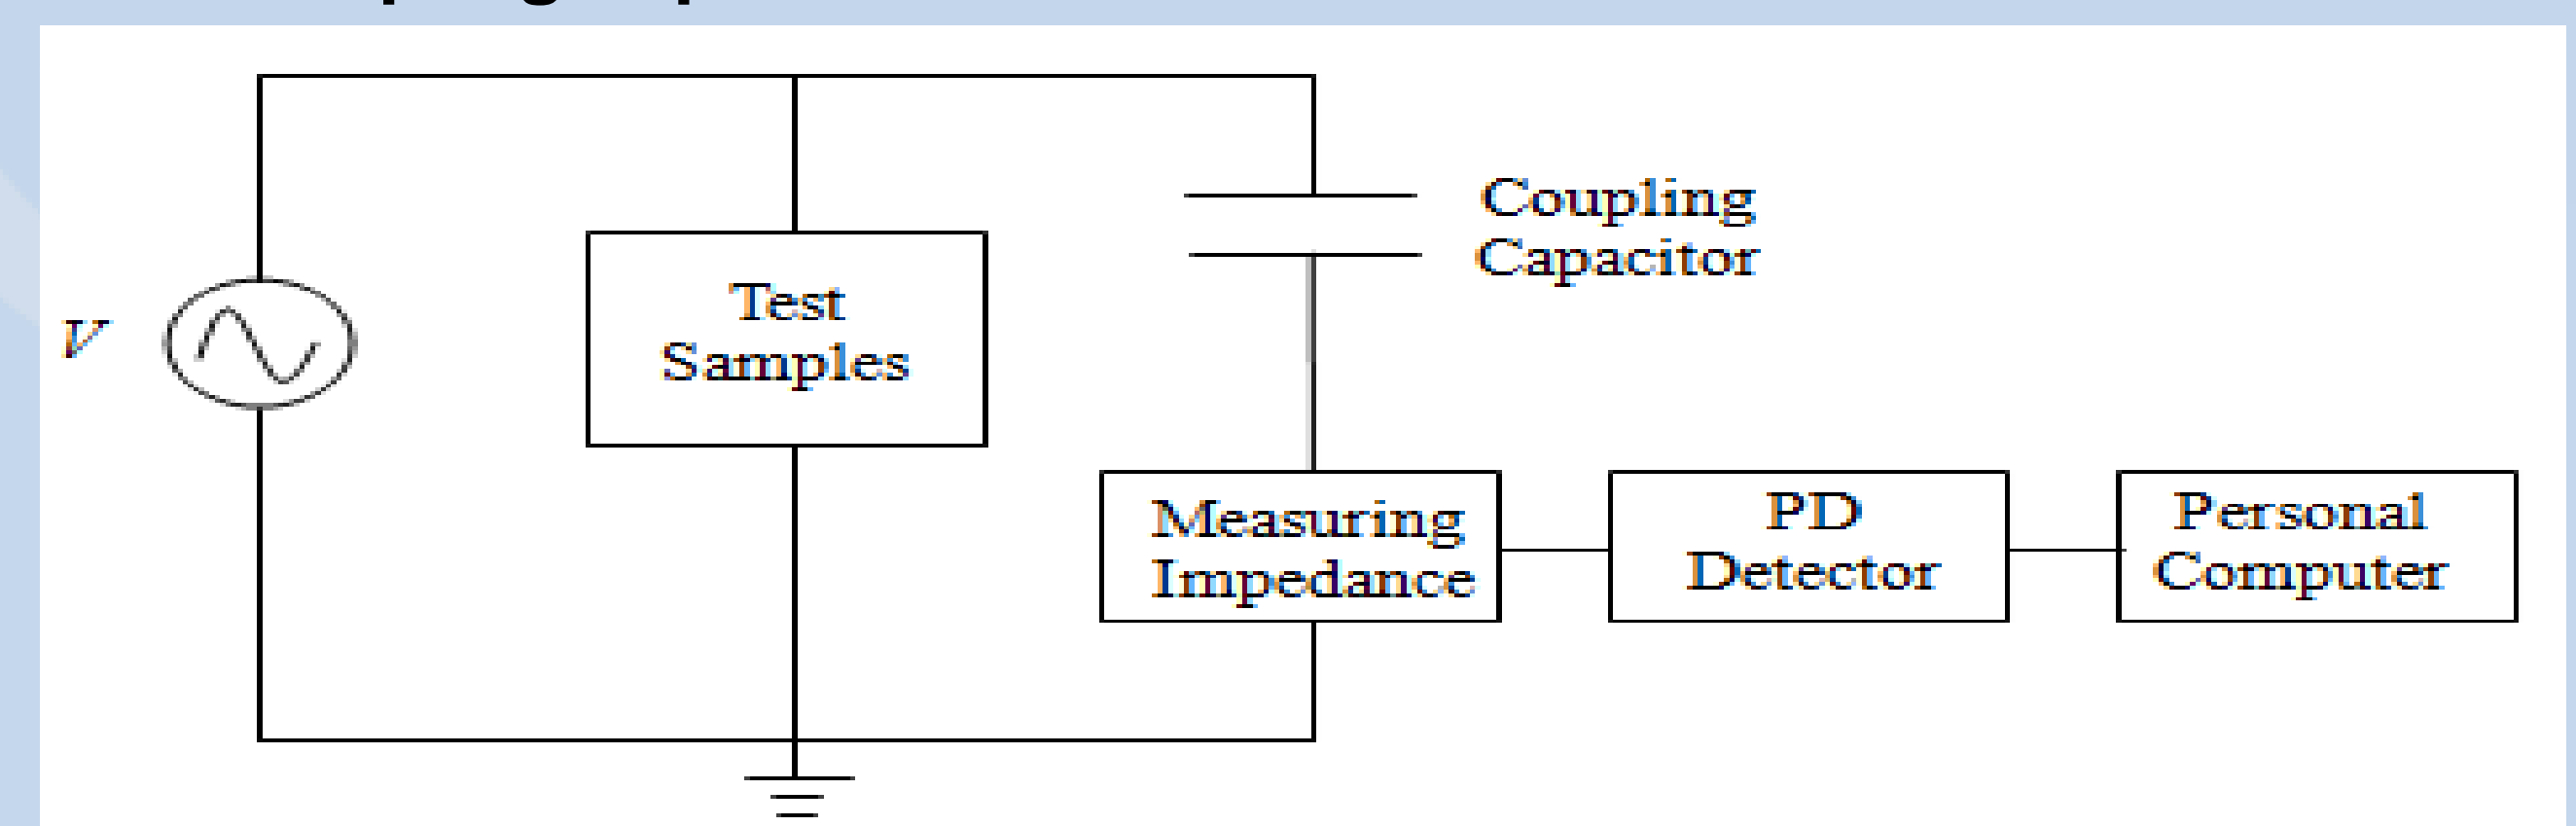 V
Test
Samples
Coupling
Capacitor
Measuring
Impedance
PD
Detector
Personal
Computer